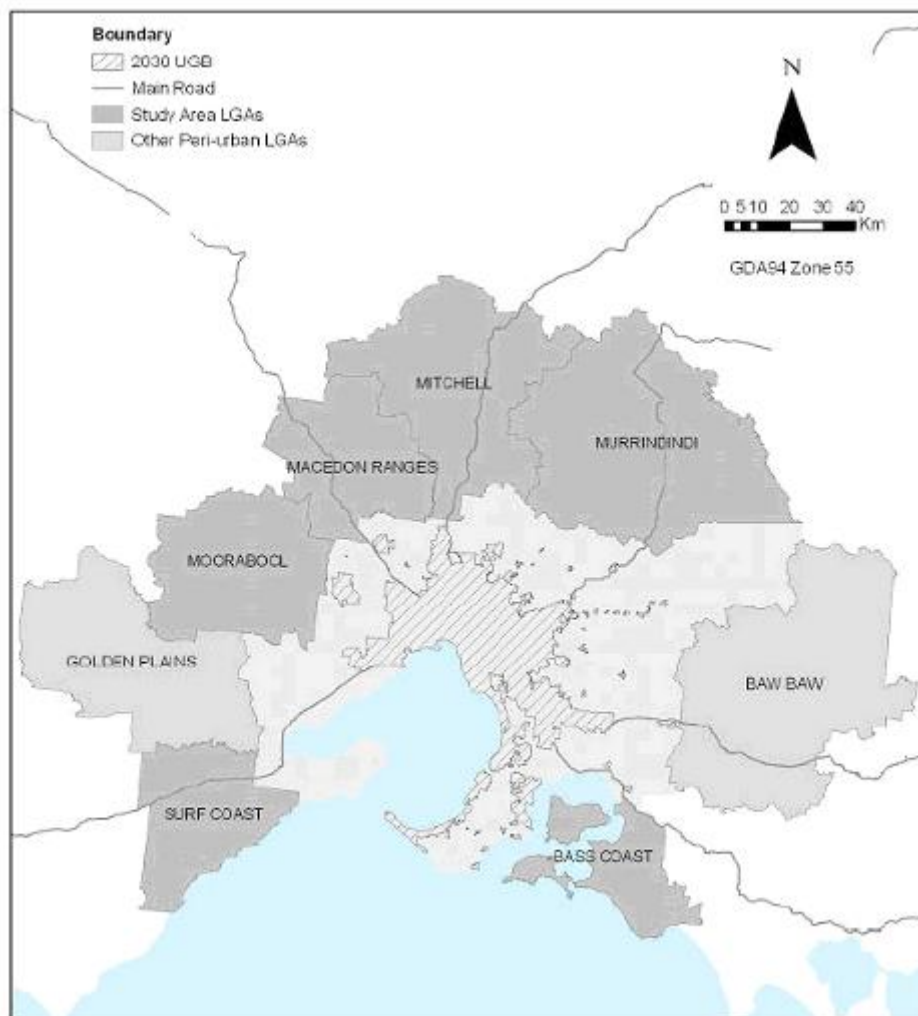 Boundary
2030 UGB
Main Road
Study Area LGAs
Other Peri-urban LGAs
N
0 5 10 20 30 40
Km
GDA94 Zone 55
MITCHELL
MURRINDINDI
MACEDON RANGES
MOORABOOL
GOLDEN PLAINS
BAW BAW
SURF COAST
BASS COAST